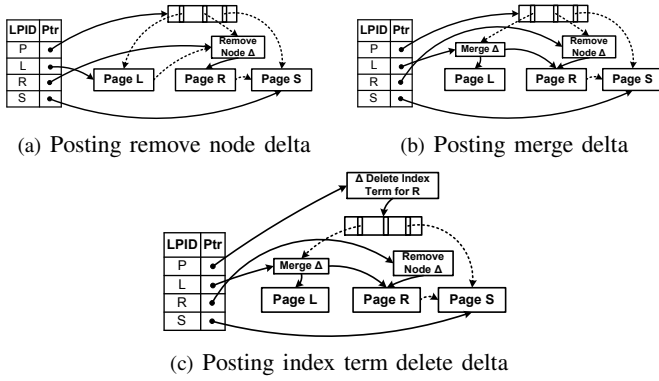 LPID Ptr
P
L
R
S
Remove
Node Δ
Page L
Page R
Page S
(a) Posting remove node delta
LPID Ptr
P
L
R
S
Merge Δ
Remove
Node Δ
Page L
Page R
Page S
(b) Posting merge delta
Δ Delete Index
Term for R
LPID Ptr
P
L
R
S
Merge Δ
Remove
Node Δ
Page L
Page R
Page S
(c) Posting index term delete delta